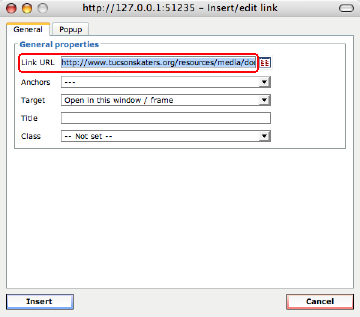 http://127.0.0.1:51235 - Insert/edit link
General Popup
General properties
Link URL http://www.tucsonskaters.org/resources/media/do
Anchors ---
Target Open in this window / frame
Title
Class -- Not set --
Insert Cancel